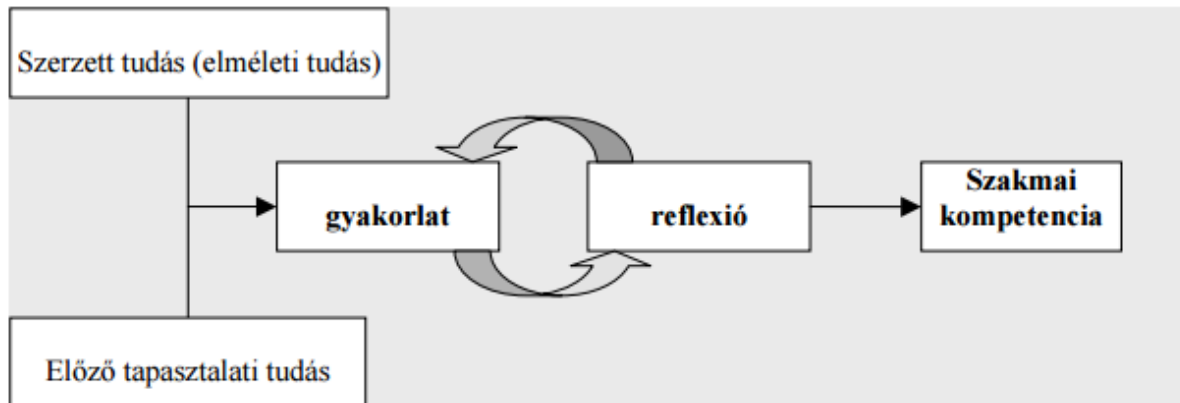 Szerzett tudás (elméleti tudás)
gyakorlat
reflexió
Szakmai
kompetencia
Előző tapasztalati tudás